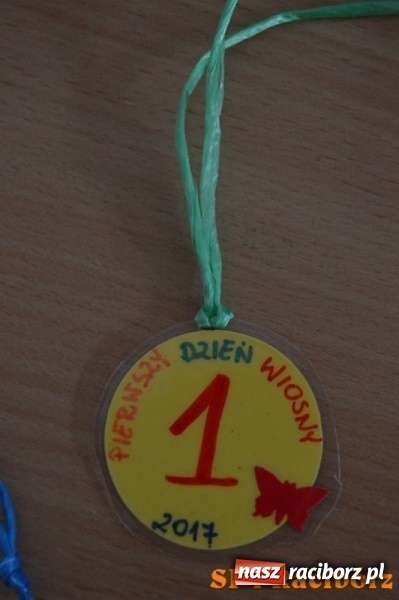 PIERWSZY DZIEŃ WIOSNY
1
2017
nasz raciborz.pl